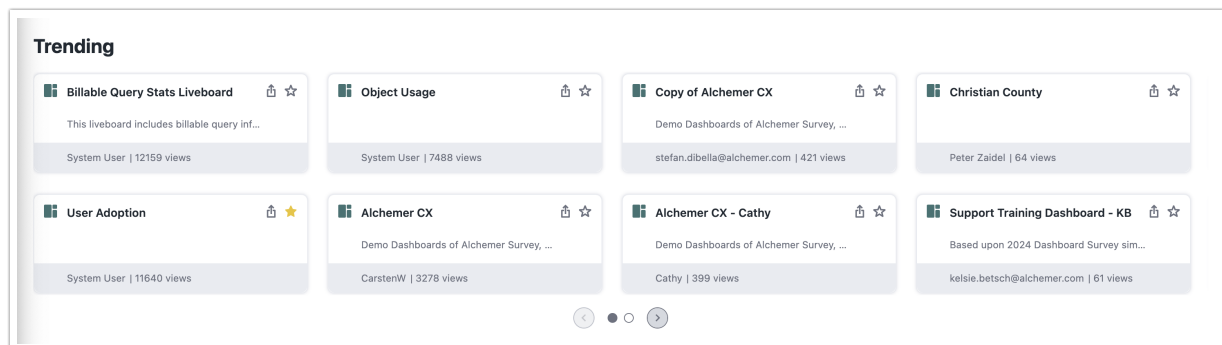 Trending
Billable Query Stats Liveboard
This liveboard includes billable query inf...
System User | 12159 views
Object Usage
System User | 7488 views
Copy of Alchemer CX
Demo Dashboards of Alchemer Survey, ...
stefan.dibella@alchemer.com | 421 views
Christian County
Peter Zaidel | 64 views
User Adoption
System User | 11640 views
Alchemer CX
Demo Dashboards of Alchemer Survey, ...
CarstenW | 3278 views
Alchemer CX - Cathy
Demo Dashboards of Alchemer Survey, ...
Cathy | 399 views
Support Training Dashboard - KB
Based upon 2024 Dashboard Survey sim...
kelsie.betsch@alchemer.com | 61 views